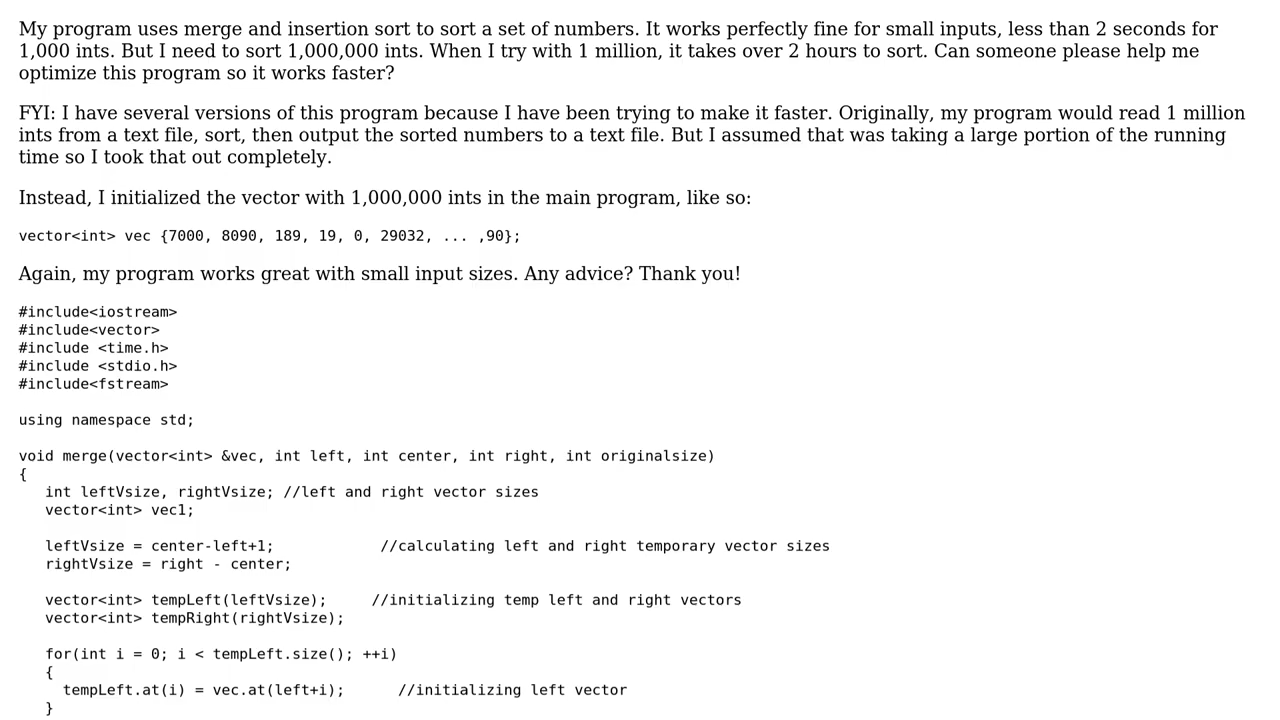 My program uses merge and insertion sort to sort a set of numbers. It works perfectly fine for small inputs, less than 2 seconds for
1,000 ints. But I need to sort 1,000,000 ints. When I try with 1 million, it takes over 2 hours to sort. Can someone please help me
optimize this program so it works faster?
FYI: I have several versions of this program because I have been trying to make it faster. Originally, my program would read 1 million
ints from a text file, sort, then output the sorted numbers to a text file. But I assumed that was taking a large portion of the running
time so I took that out completely.
Instead, I initialized the vector with 1,000,000 ints in the main program, like so:
vector<int> vec {7000, 8090, 189, 19, 0, 29032, ... ,90};
Again, my program works great with small input sizes. Any advice? Thank you!
#include<iostream>
#include<vector>
#include <time.h>
#include <stdio.h>
#include<fstream>
using namespace std;
void merge(vector<int> &vec, int left, int center, int right, int originalsize)
{
   int leftVsize, rightVsize; //left and right vector sizes
   vector<int> vec1;
   leftVsize = center-left+1;            //calculating left and right temporary vector sizes
   rightVsize = right - center;
   vector<int> tempLeft(leftVsize);     //initializing temp left and right vectors
   vector<int> tempRight(rightVsize);
   for(int i = 0; i < tempLeft.size(); ++i)
   {
     tempLeft.at(i) = vec.at(left+i);      //initializing left vector
   }